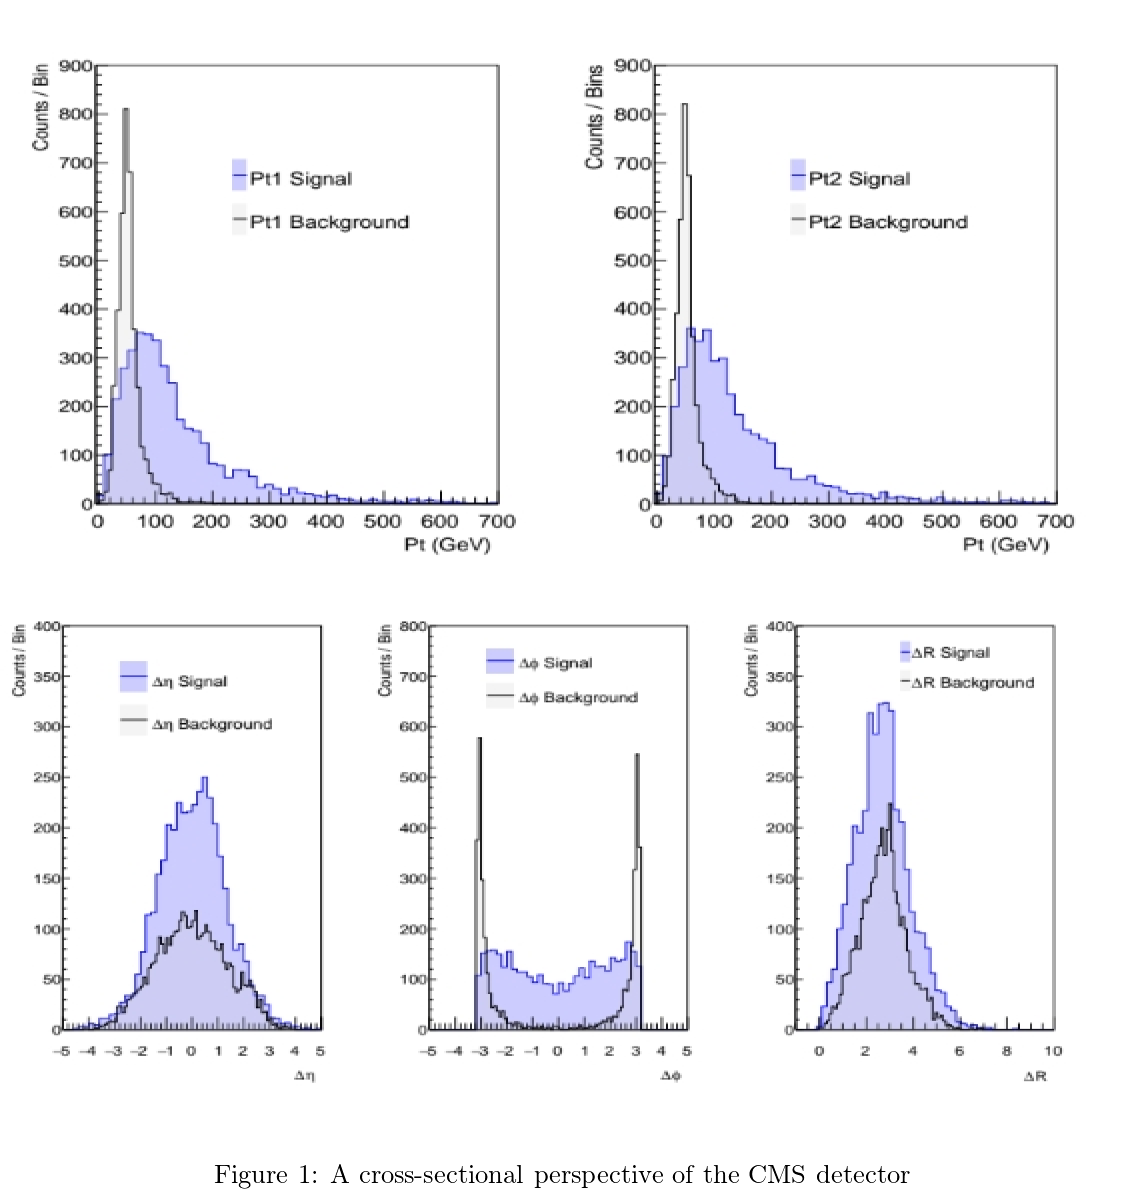 Counts / Bin
900
800
700
600
500
400
300
200
100
0
Pt1 Signal
Pt1 Background
0 100 200 300 400 500 600 700
Pt (GeV)
Counts / Bins
900
800
700
600
500
400
300
200
100
0
Pt2 Signal
Pt2 Background
0 100 200 300 400 500 600 700
Pt (GeV)
Counts / Bin
400
350
300
250
200
150
100
50
0
Δη Signal
Δη Background
−5 −4 −3 −2 −1 0 1 2 3 4 5
Δη
Counts / Bin
800
700
600
500
400
300
200
100
0
Δϕ Signal
Δϕ Background
−5 −4 −3 −2 −1 0 1 2 3 4 5
Δϕ
Counts / Bin
400
350
300
250
200
150
100
50
0
ΔR Signal
ΔR Background
0 2 4 6 8 10
ΔR
Figure 1: A cross-sectional perspective of the CMS detector